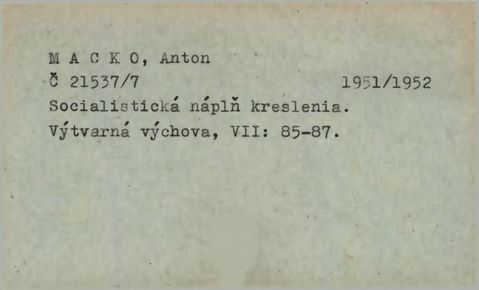 M A C K O, Anton
Č 21537/7 1951/1952
Socialistická náplň kreslenia.
Výtvarná výchova, VII: 85-87.